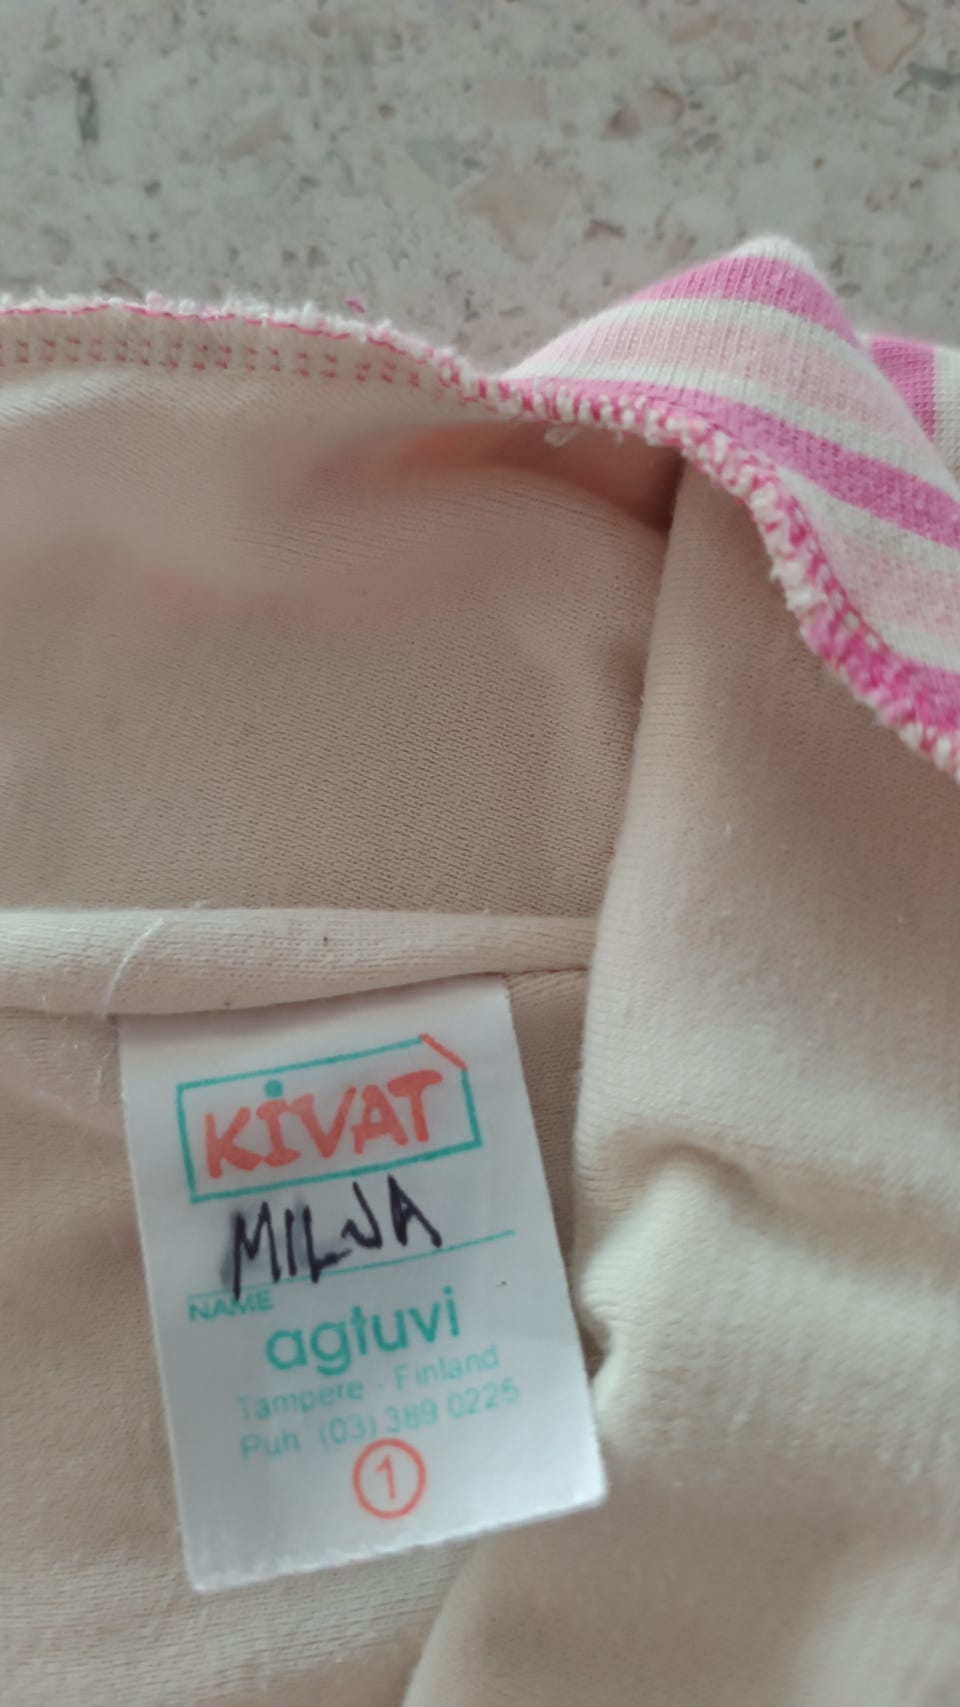 KiVAT
MILJA
NAME
agtuvi
Tampere - Finland
Puh. (03) 389 0225
1